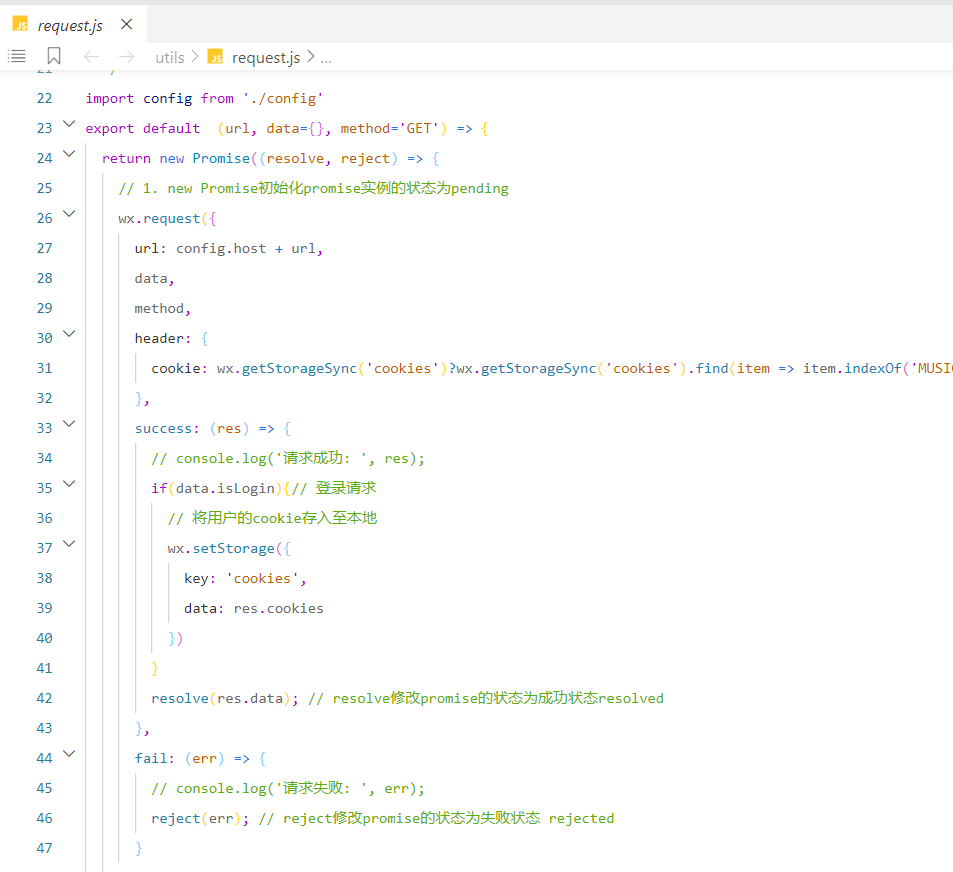 JS request.js ×
utils > JS request.js > ...
21
22 import config from './config'
23 export default (url, data={}, method='GET') => {
24 return new Promise((resolve, reject) => {
25 // 1. new Promise初始化promise实例的状态为pending
26 wx.request({
27 url: config.host + url,
28 data,
29 method,
30 header: {
31 cookie: wx.getStorageSync('cookies')?wx.getStorageSync('cookies').find(item => item.indexOf('MUSI
32 },
33 success: (res) => {
34 // console.log('请求成功: ', res);
35 if(data.isLogin){// 登录请求
36 // 将用户的cookie存入至本地
37 wx.setStorage({
38 key: 'cookies',
39 data: res.cookies
40 })
41 }
42 resolve(res.data); // resolve修改promise的状态为成功状态resolved
43 },
44 fail: (err) => {
45 // console.log('请求失败: ', err);
46 reject(err); // reject修改promise的状态为失败状态 rejected
47 }